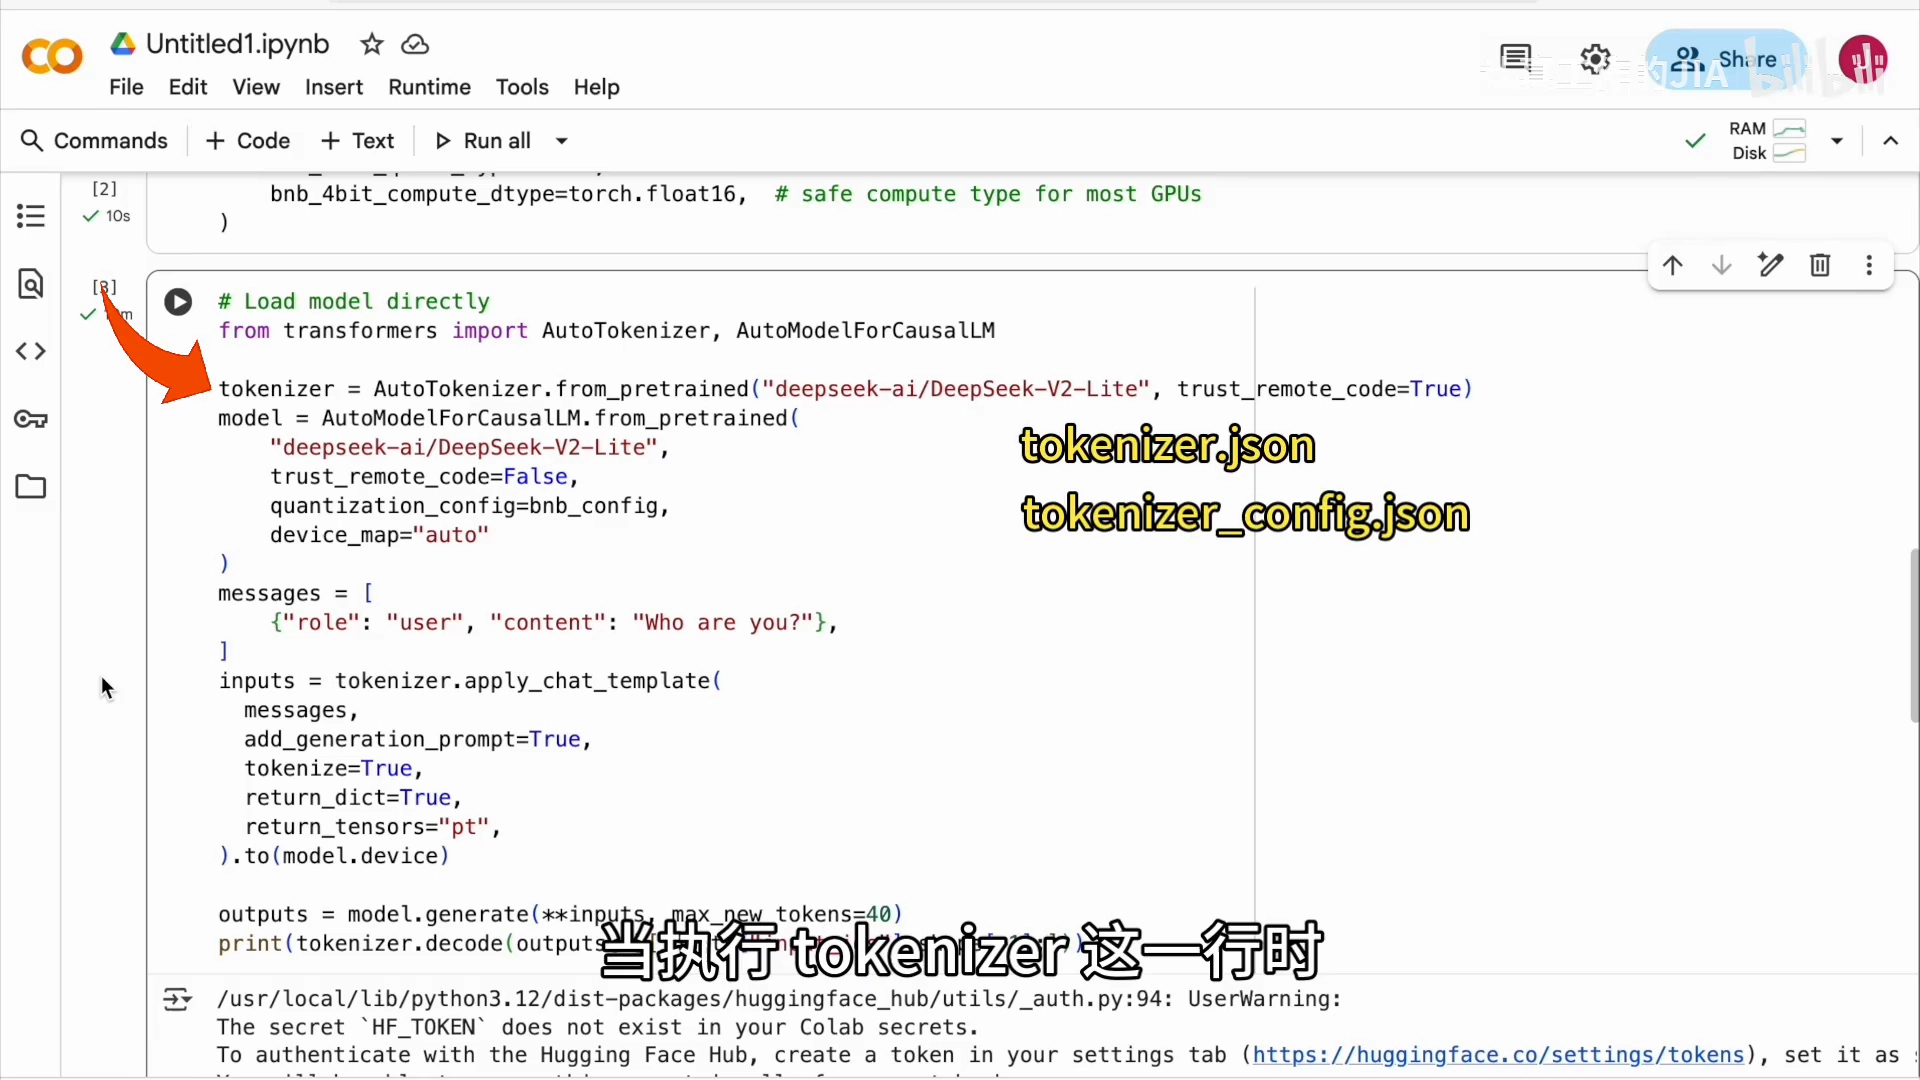 Untitled1.ipynb
File Edit View Insert Runtime Tools Help
Share
bilibili
Commands + Code + Text Run all
RAM
Disk
[2]
10s
bnb_4bit_compute_dtype=torch.float16,  # safe compute type for most GPUs
)
[3]
# Load model directly
from transformers import AutoTokenizer, AutoModelForCausalLM
tokenizer = AutoTokenizer.from_pretrained("deepseek-ai/DeepSeek-V2-Lite", trust_remote_code=True)
model = AutoModelForCausalLM.from_pretrained(
"deepseek-ai/DeepSeek-V2-Lite",
tokenizer.json
trust_remote_code=False,
quantization_config=bnb_config,
tokenizer_config.json
device_map="auto"
)
messages = [
{"role": "user", "content": "Who are you?"},
]
inputs = tokenizer.apply_chat_template(
messages,
add_generation_prompt=True,
tokenize=True,
return_dict=True,
return_tensors="pt",
).to(model.device)
outputs = model.generate(**inputs, max_new_tokens=40)
print(tokenizer.decode(outputs
当执行 tokenizer 这一行时
/usr/local/lib/python3.12/dist-packages/huggingface_hub/utils/_auth.py:94: UserWarning:
The secret `HF_TOKEN` does not exist in your Colab secrets.
To authenticate with the Hugging Face Hub, create a token in your settings tab (https://huggingface.co/settings/tokens), set it as